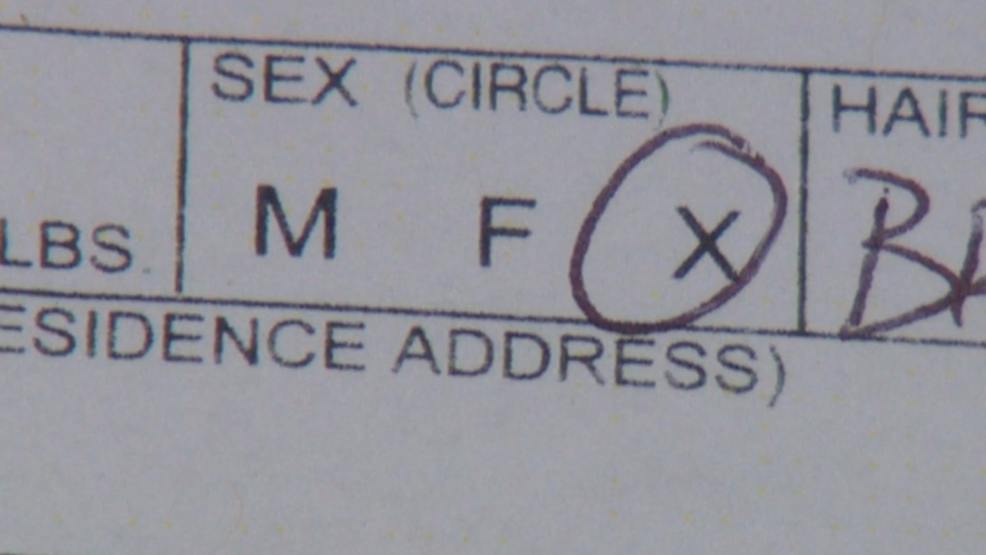 SEX (CIRCLE)
HAIR
LBS.
M F X
ESIDENCE ADDRESS)